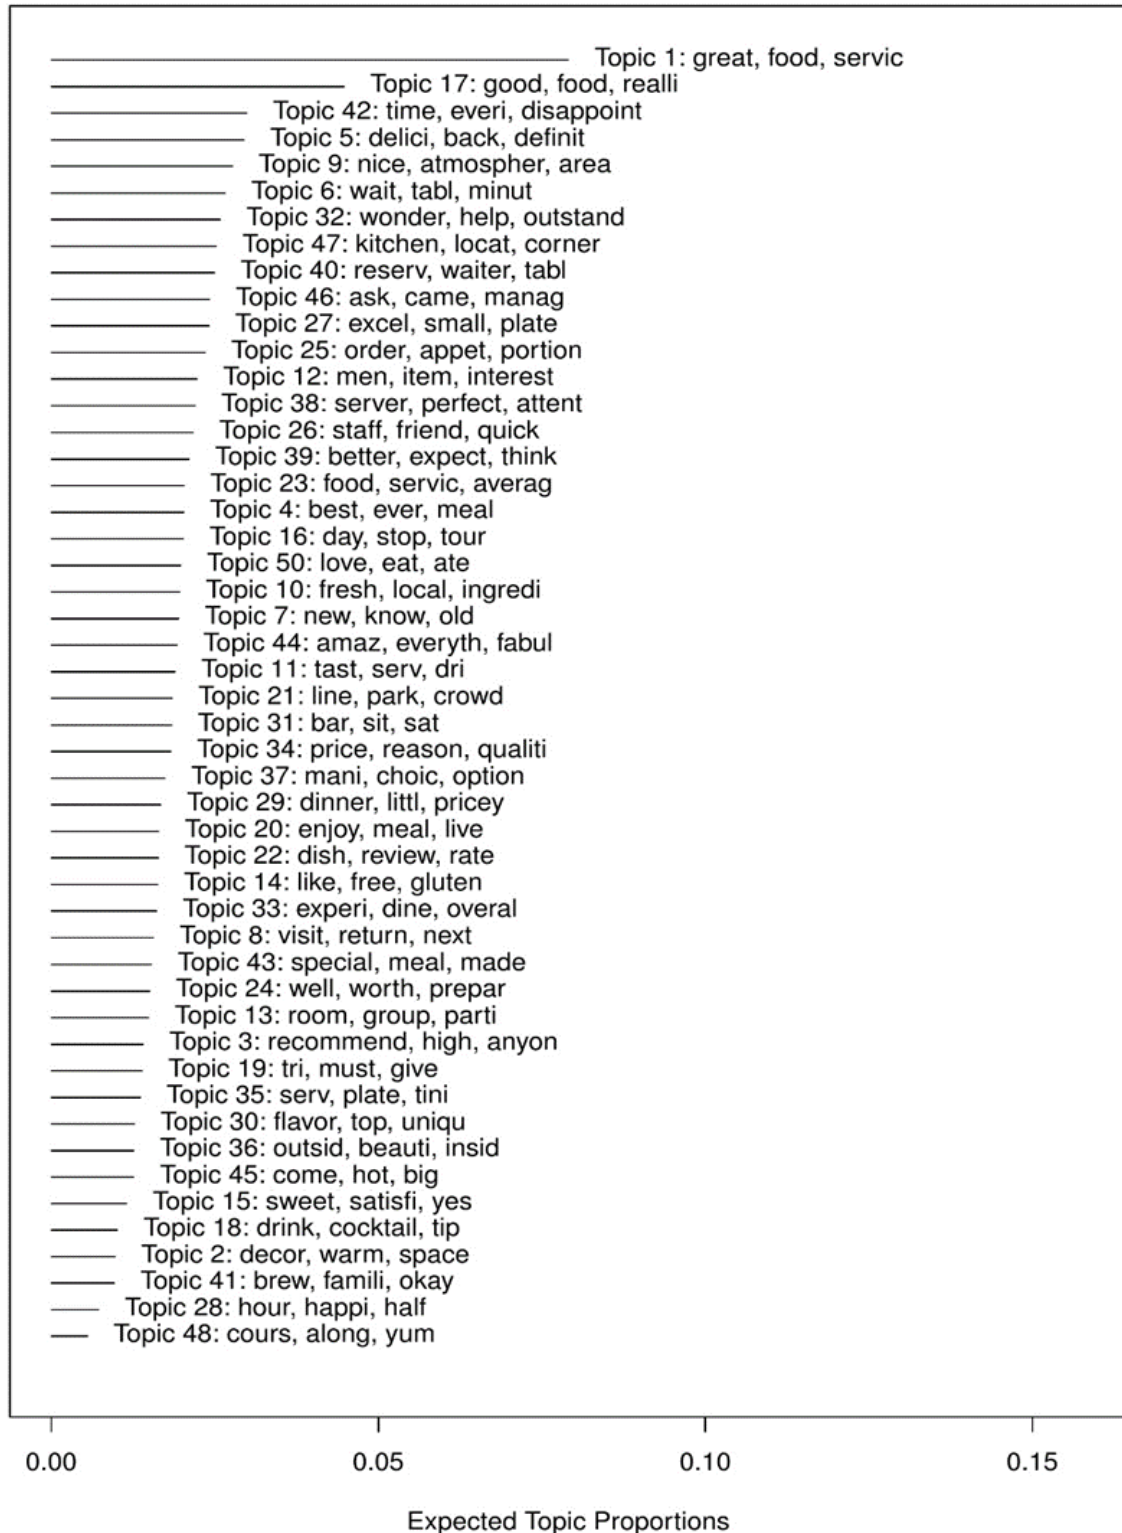 Topic 1: great, food, servic
Topic 17: good, food, realli
Topic 42: time, everi, disappoint
Topic 5: delici, back, definit
Topic 9: nice, atmospher, area
Topic 6: wait, tabl, minut
Topic 32: wonder, help, outstand
Topic 47: kitchen, locat, corner
Topic 40: reserv, waiter, tabl
Topic 46: ask, came, manag
Topic 27: excel, small, plate
Topic 25: order, appet, portion
Topic 12: men, item, interest
Topic 38: server, perfect, attent
Topic 26: staff, friend, quick
Topic 39: better, expect, think
Topic 23: food, servic, averag
Topic 4: best, ever, meal
Topic 16: day, stop, tour
Topic 50: love, eat, ate
Topic 10: fresh, local, ingredi
Topic 7: new, know, old
Topic 44: amaz, everyth, fabul
Topic 11: tast, serv, dri
Topic 21: line, park, crowd
Topic 31: bar, sit, sat
Topic 34: price, reason, qualiti
Topic 37: mani, choic, option
Topic 29: dinner, littl, pricey
Topic 20: enjoy, meal, live
Topic 22: dish, review, rate
Topic 14: like, free, gluten
Topic 33: experi, dine, overal
Topic 8: visit, return, next
Topic 43: special, meal, made
Topic 24: well, worth, prepar
Topic 13: room, group, parti
Topic 3: recommend, high, anyon
Topic 19: tri, must, give
Topic 35: serv, plate, tini
Topic 30: flavor, top, uniqu
Topic 36: outsid, beauti, insid
Topic 45: come, hot, big
Topic 15: sweet, satisfi, yes
Topic 18: drink, cocktail, tip
Topic 2: decor, warm, space
Topic 41: brew, famili, okay
Topic 28: hour, happi, half
Topic 48: cours, along, yum
0.00 0.05 0.10 0.15
Expected Topic Proportions